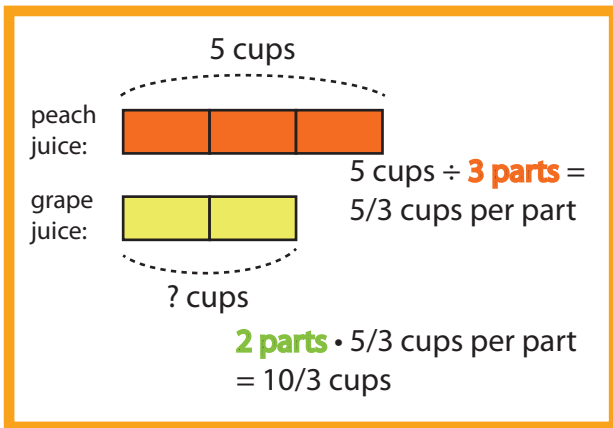 5 cups
peach
juice:
5 cups ÷ 3 parts =
5/3 cups per part
grape
juice:
? cups
2 parts • 5/3 cups per part
= 10/3 cups